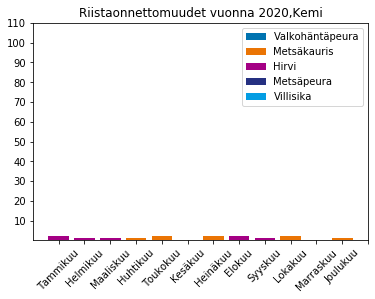 Riistaonnettomuudet vuonna 2020,Kemi
Valkohäntäpeura
Metsäkauris
Hirvi
Metsäpeura
Villisika
110
100
90
80
70
60
50
40
30
20
10
Tammikuu
Helmikuu
Maaliskuu
Huhtikuu
Toukokuu
Kesäkuu
Heinäkuu
Elokuu
Syyskuu
Lokakuu
Marraskuu
Joulukuu